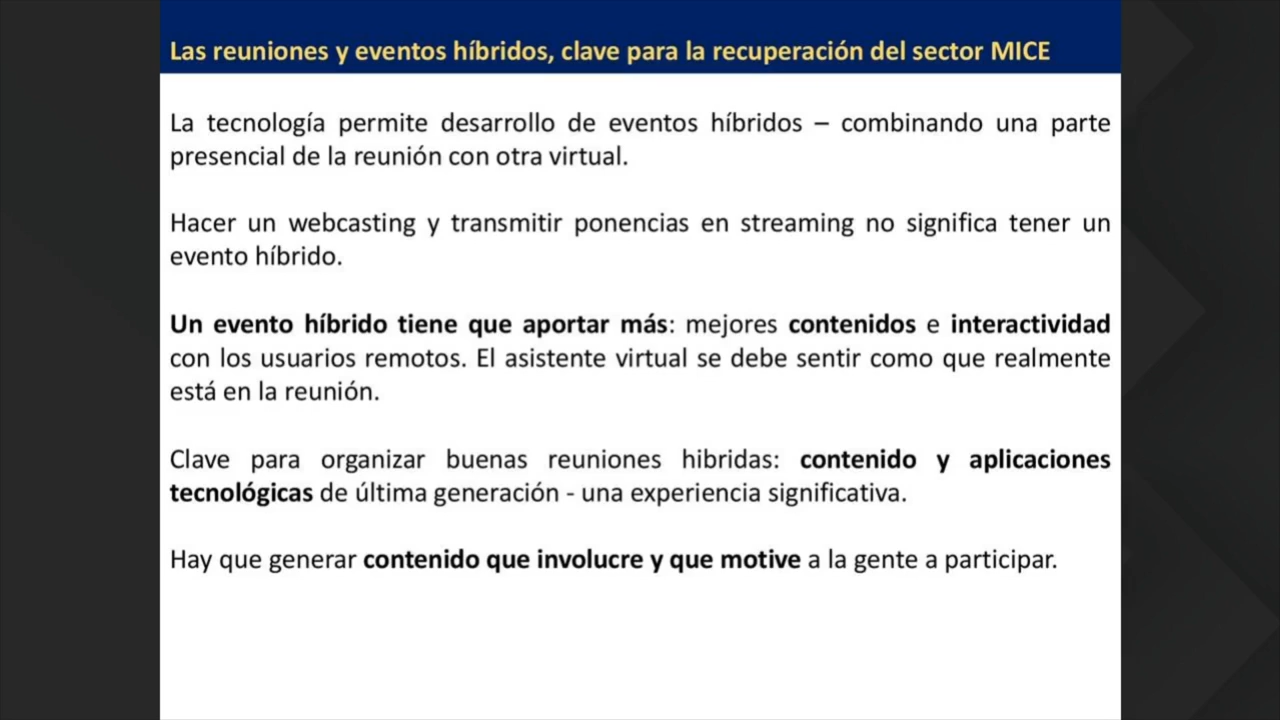 Las reuniones y eventos híbridos, clave para la recuperación del sector MICE
La tecnología permite desarrollo de eventos híbridos – combinando una parte
presencial de la reunión con otra virtual.
Hacer un webcasting y transmitir ponencias en streaming no significa tener un
evento híbrido.
Un evento híbrido tiene que aportar más: mejores contenidos e interactividad
con los usuarios remotos. El asistente virtual se debe sentir como que realmente
está en la reunión.
Clave para organizar buenas reuniones hibridas: contenido y aplicaciones
tecnológicas de última generación - una experiencia significativa.
Hay que generar contenido que involucre y que motive a la gente a participar.